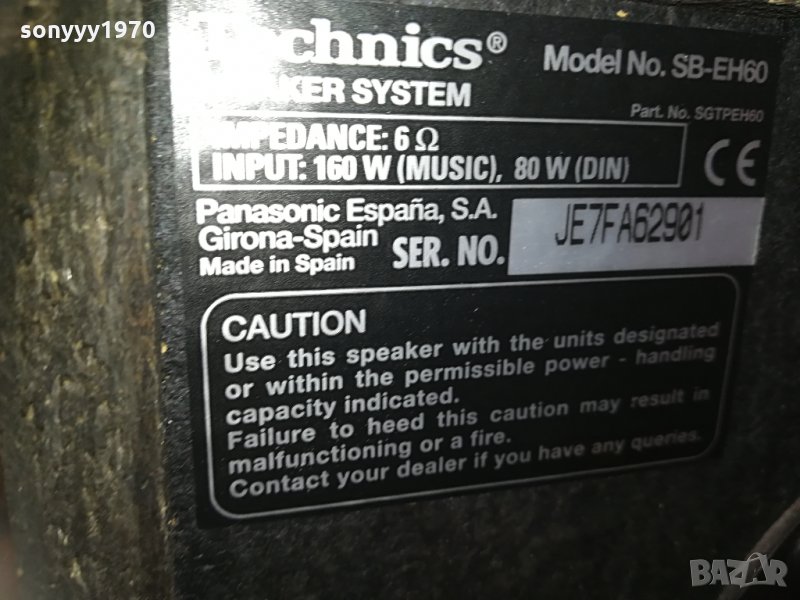 sonyyy1970
Technics®
Model No. SB-EH60
SPEAKER SYSTEM
Part. No. SGTPEH60
IMPEDANCE: 6 Ω
INPUT: 160 W (MUSIC), 80 W (DIN)
CE
Panasonic España, S.A.
Girona-Spain
Made in Spain
SER. NO.
JE7FA62901
CAUTION
Use this speaker with the units designated
or within the permissible power - handling
capacity indicated.
Failure to heed this caution may result in
malfunctioning or a fire.
Contact your dealer if you have any queries.
BAZAR